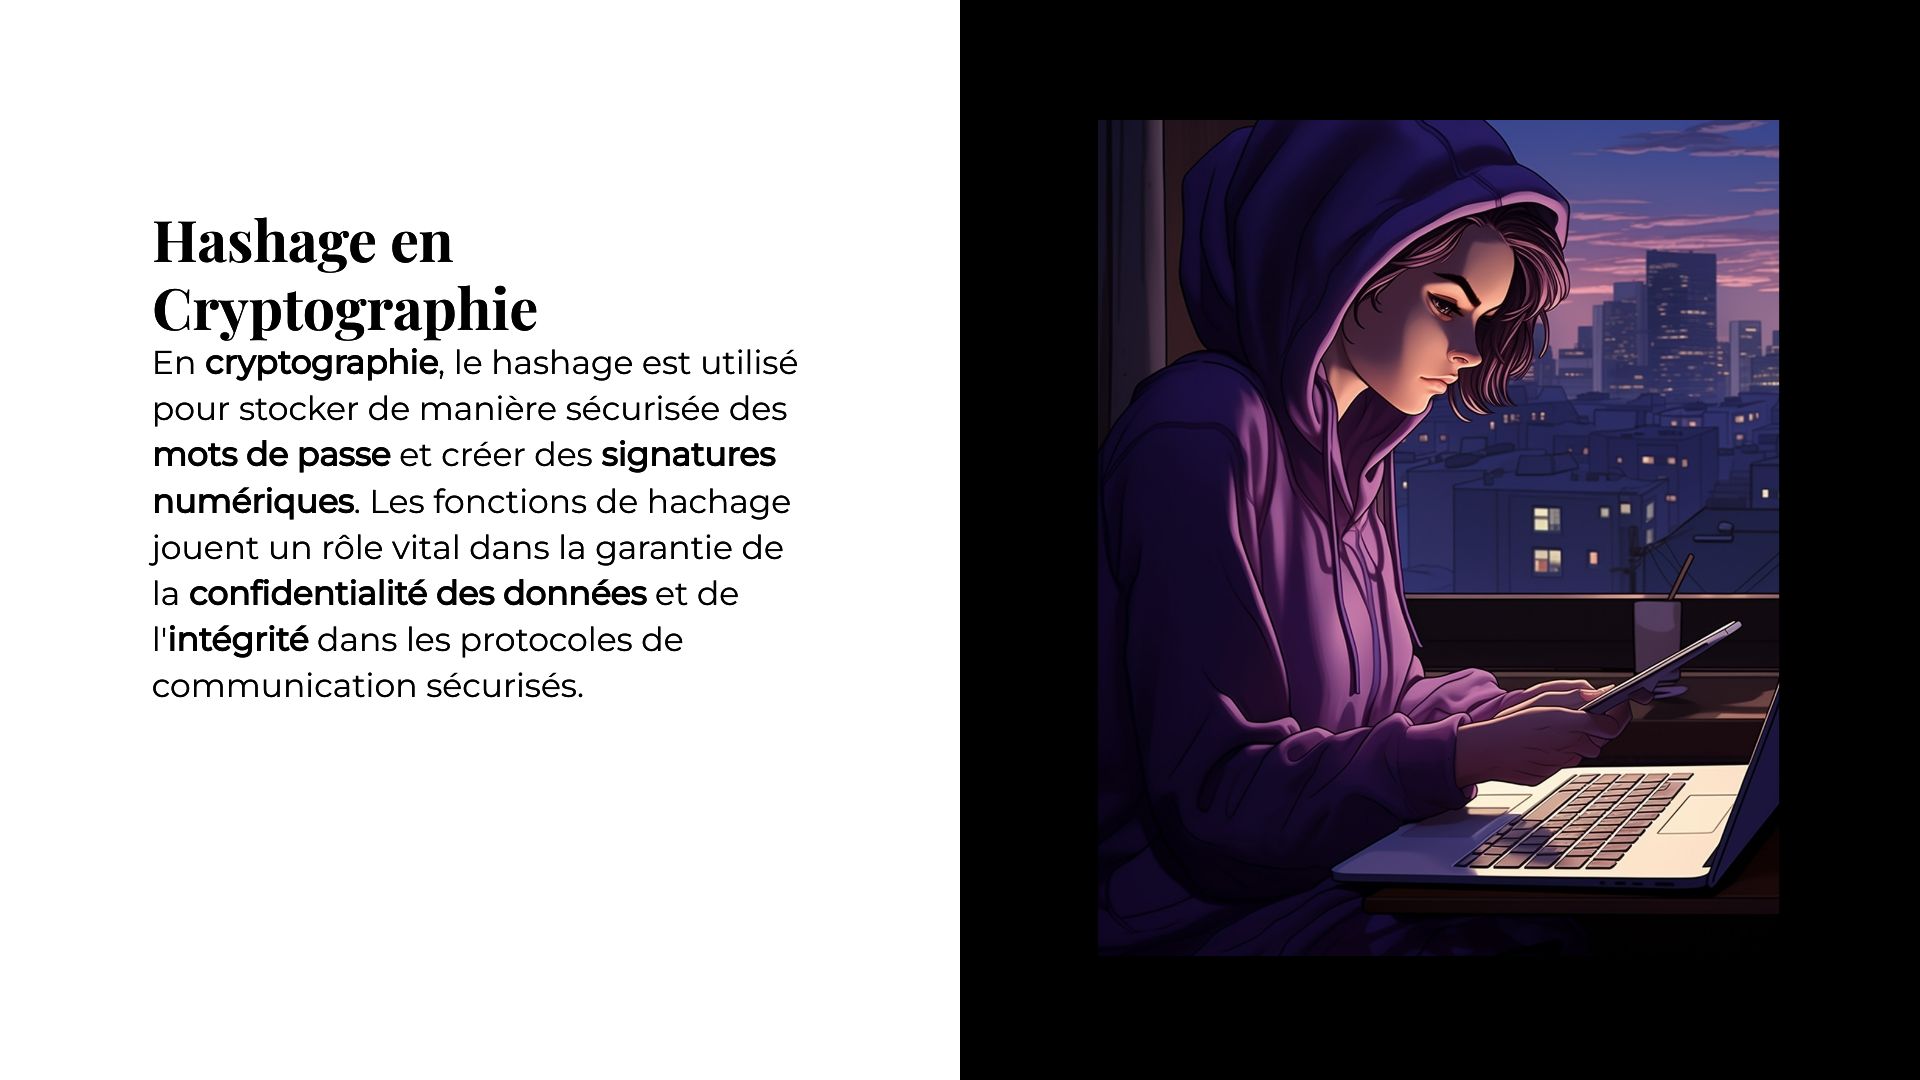 Hashage en
Cryptographie
En cryptographie, le hashage est utilisé
pour stocker de manière sécurisée des
mots de passe et créer des signatures
numériques. Les fonctions de hachage
jouent un rôle vital dans la garantie de
la confidentialité des données et de
l'intégrité dans les protocoles de
communication sécurisés.